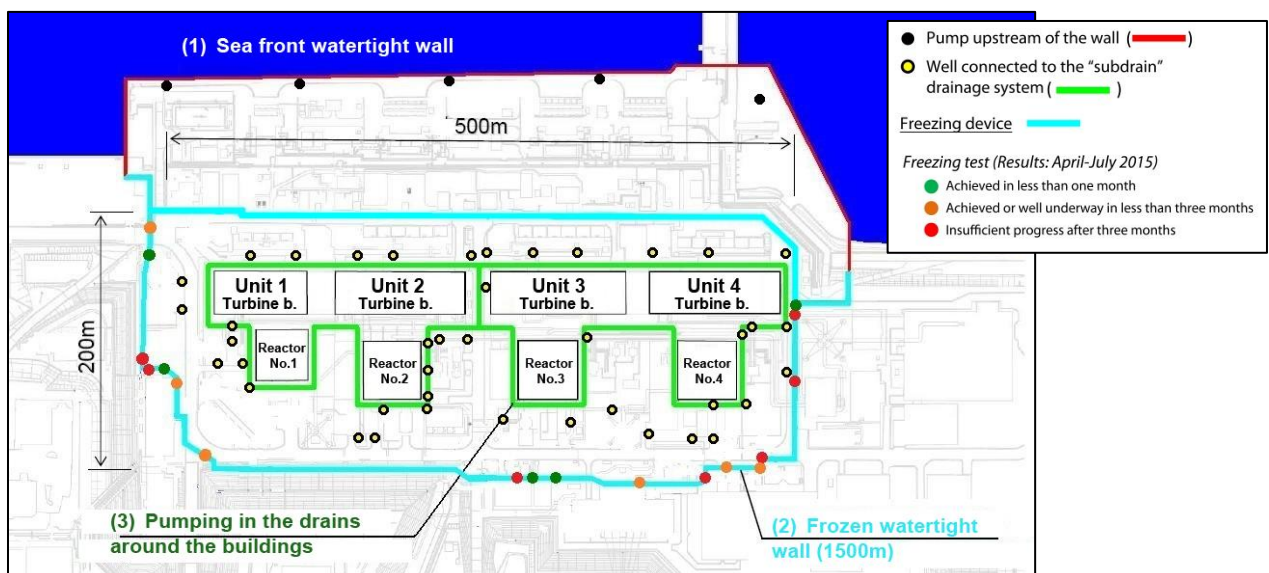 (1) Sea front watertight wall
500m
200m
Unit 1
Turbine b.
Unit 2
Turbine b.
Unit 3
Turbine b.
Unit 4
Turbine b.
Reactor
No.1
Reactor
No.2
Reactor
No.3
Reactor
No.4
(3) Pumping in the drains
around the buildings
(2) Frozen watertight
wall (1500m)
Pump upstream of the wall ( )
Well connected to the “subdrain”
drainage system ( )
Freezing device
Freezing test (Results: April-July 2015)
Achieved in less than one month
Achieved or well underway in less than three months
Insufficient progress after three months